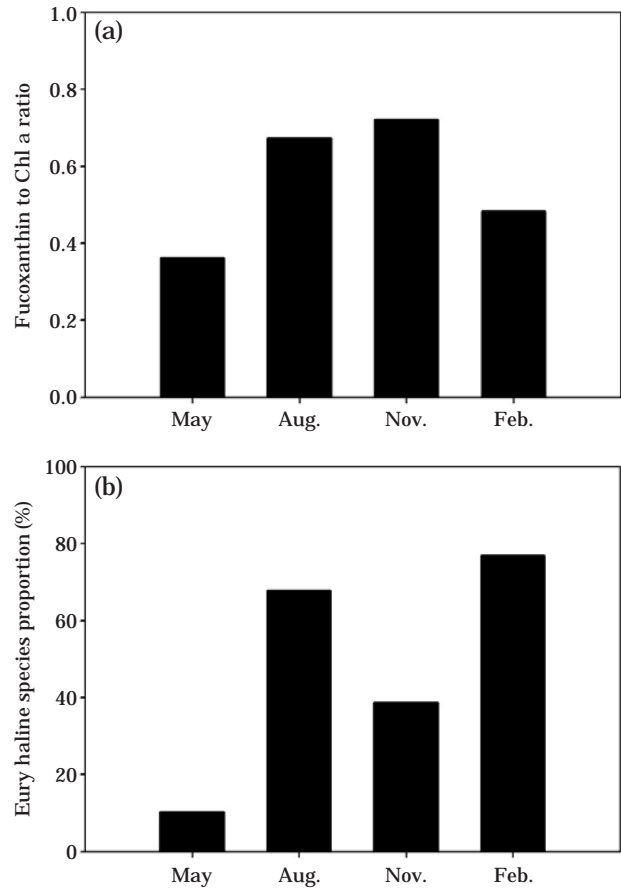 (a)
Fucoxanthin to Chl a ratio
1.0
0.8
0.6
0.4
0.2
0.0
May Aug. Nov. Feb.
(b)
Eury haline species proportion (%)
100
80
60
40
20
0
May Aug. Nov. Feb.